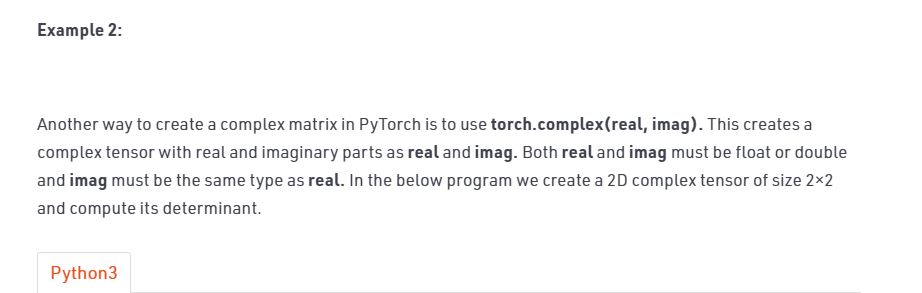 Example 2:
Another way to create a complex matrix in PyTorch is to use torch.complex(real, imag). This creates a
complex tensor with real and imaginary parts as real and imag. Both real and imag must be float or double
and imag must be the same type as real. In the below program we create a 2D complex tensor of size 2×2
and compute its determinant.
Python3